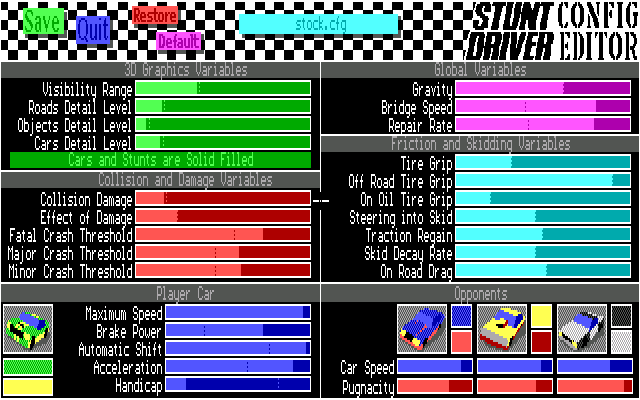 Save Quit Restore Default stock.cfg STUNT DRIVER CONFIG EDITOR
3D Graphics Variables
Visibility Range
Roads Detail Level
Objects Detail Level
Cars Detail Level
Cars and Stunts are Solid Filled
Global Variables
Gravity
Bridge Speed
Repair Rate
Collision and Damage Variables
Collision Damage
Effect of Damage
Fatal Crash Threshold
Major Crash Threshold
Minor Crash Threshold
Friction and Skidding Variables
Tire Grip
Off Road Tire Grip
On Oil Tire Grip
Steering into Skid
Traction Regain
Skid Decay Rate
On Road Drag
Player Car
Maximum Speed
Brake Power
Automatic Shift
Acceleration
Handicap
Opponents
Car Speed
Pugnacity